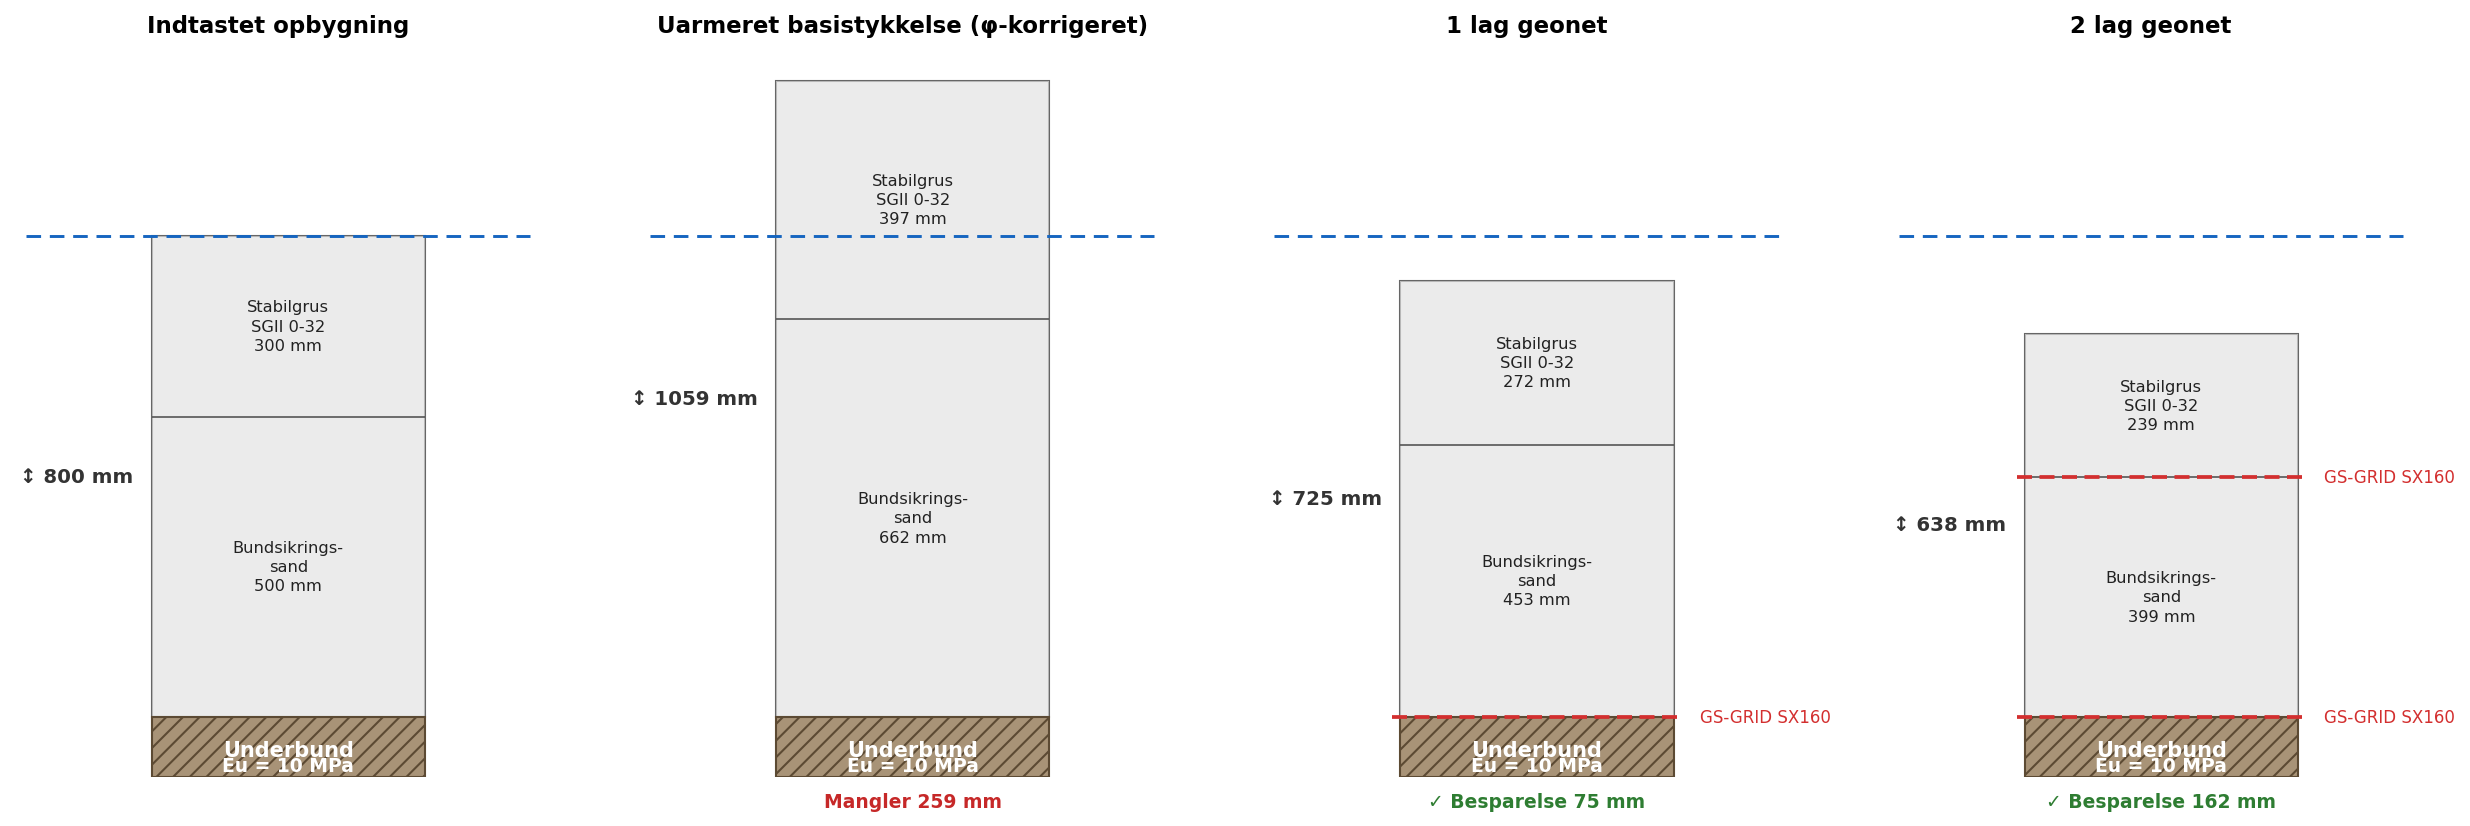 Indtastet opbygning
Stabilgrus
SGII 0-32
300 mm
↕ 800 mm
Bundsikrings-
sand
500 mm
Underbund
Eu = 10 MPa
Uarmeret basistykkelse (φ-korrigeret)
Stabilgrus
SGII 0-32
397 mm
↕ 1059 mm
Bundsikrings-
sand
662 mm
Underbund
Eu = 10 MPa
Mangler 259 mm
1 lag geonet
Stabilgrus
SGII 0-32
272 mm
↕ 725 mm
Bundsikrings-
sand
453 mm
GS-GRID SX160
Underbund
Eu = 10 MPa
✓ Besparelse 75 mm
2 lag geonet
Stabilgrus
SGII 0-32
239 mm
GS-GRID SX160
↕ 638 mm
Bundsikrings-
sand
399 mm
GS-GRID SX160
Underbund
Eu = 10 MPa
✓ Besparelse 162 mm